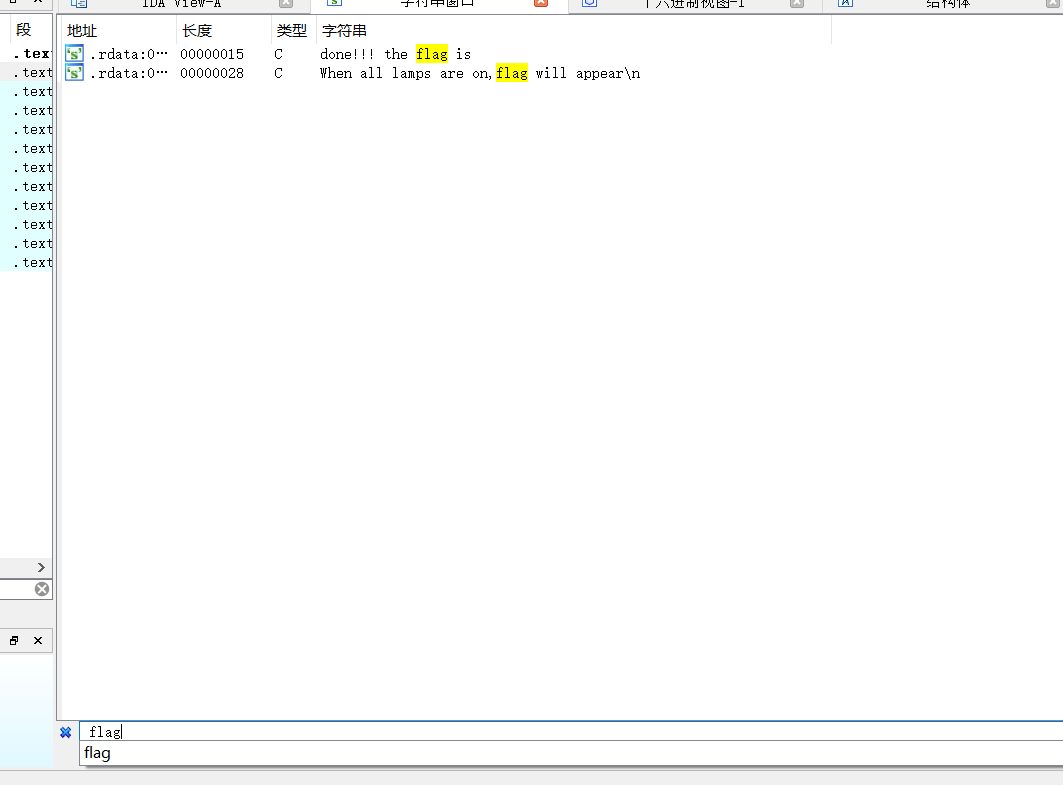 IDA View-A 字符串窗口 十六进制视图-1 结构体
段 地址 长度 类型 字符串
.tex .rdata:0… 00000015 C done!!! the flag is
.text .rdata:0… 00000028 C When all lamps are on,flag will appear\n
.text
.text
.text
.text
.text
.text
.text
.text
.text
.text
flag
flag